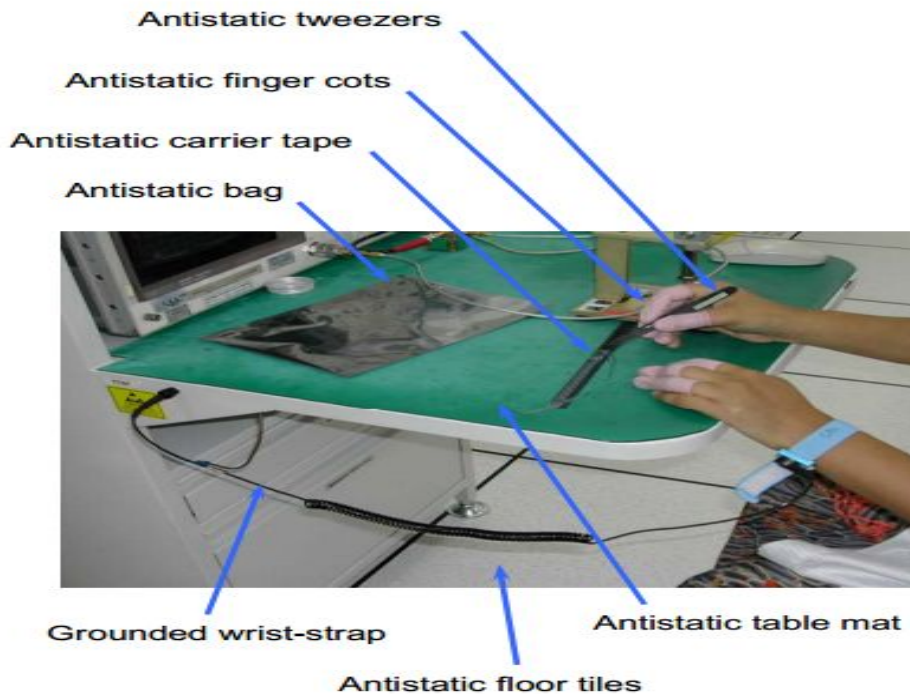 Antistatic tweezers
Antistatic finger cots
Antistatic carrier tape
Antistatic bag
Grounded wrist-strap
Antistatic table mat
Antistatic floor tiles